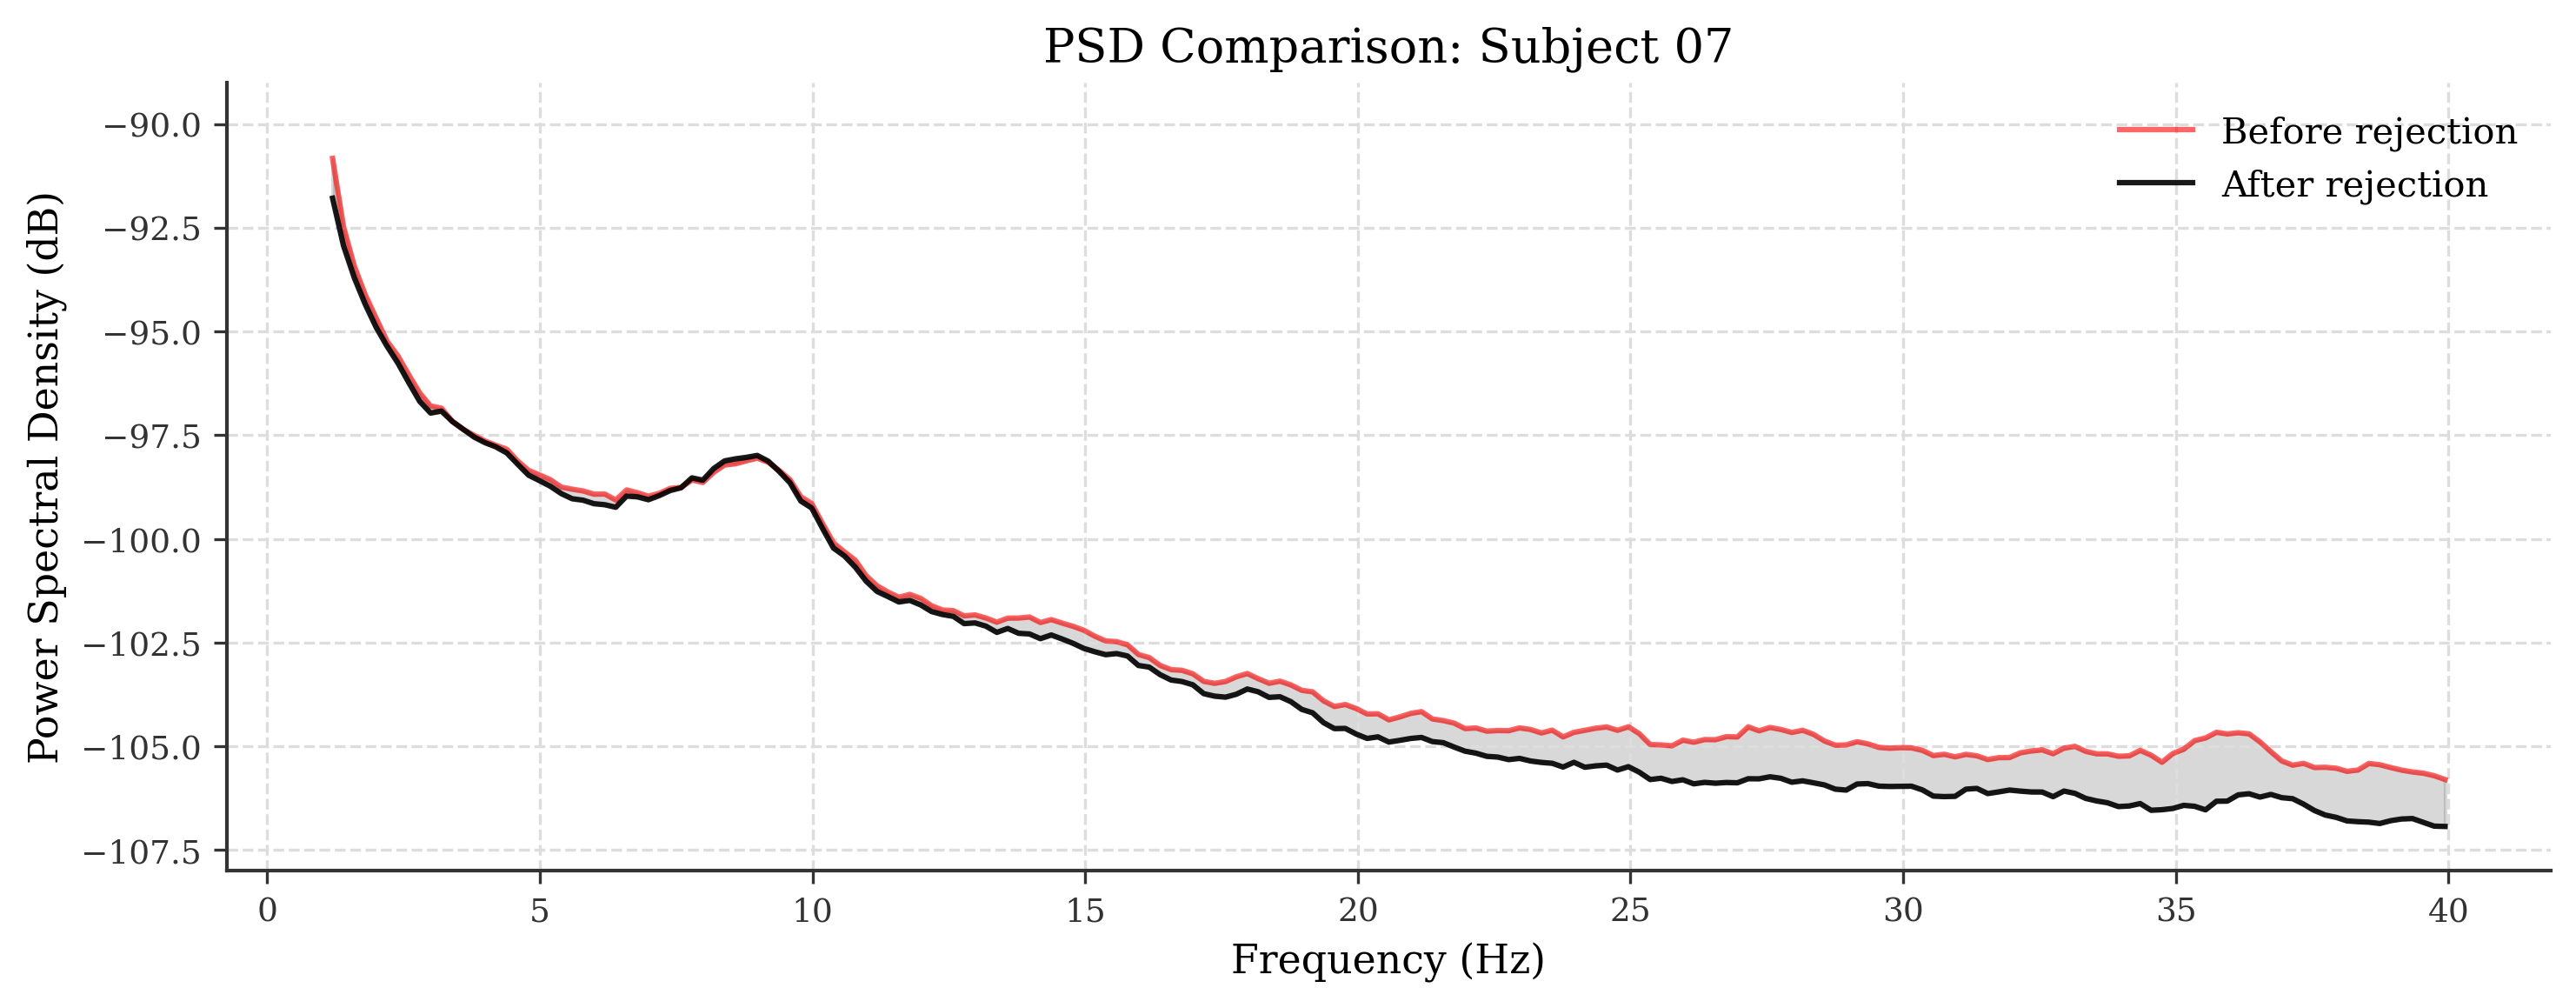 PSD Comparison: Subject 07
Before rejection
After rejection
Power Spectral Density (dB)
−90.0
−92.5
−95.0
−97.5
−100.0
−102.5
−105.0
−107.5
0 5 10 15 20 25 30 35 40
Frequency (Hz)